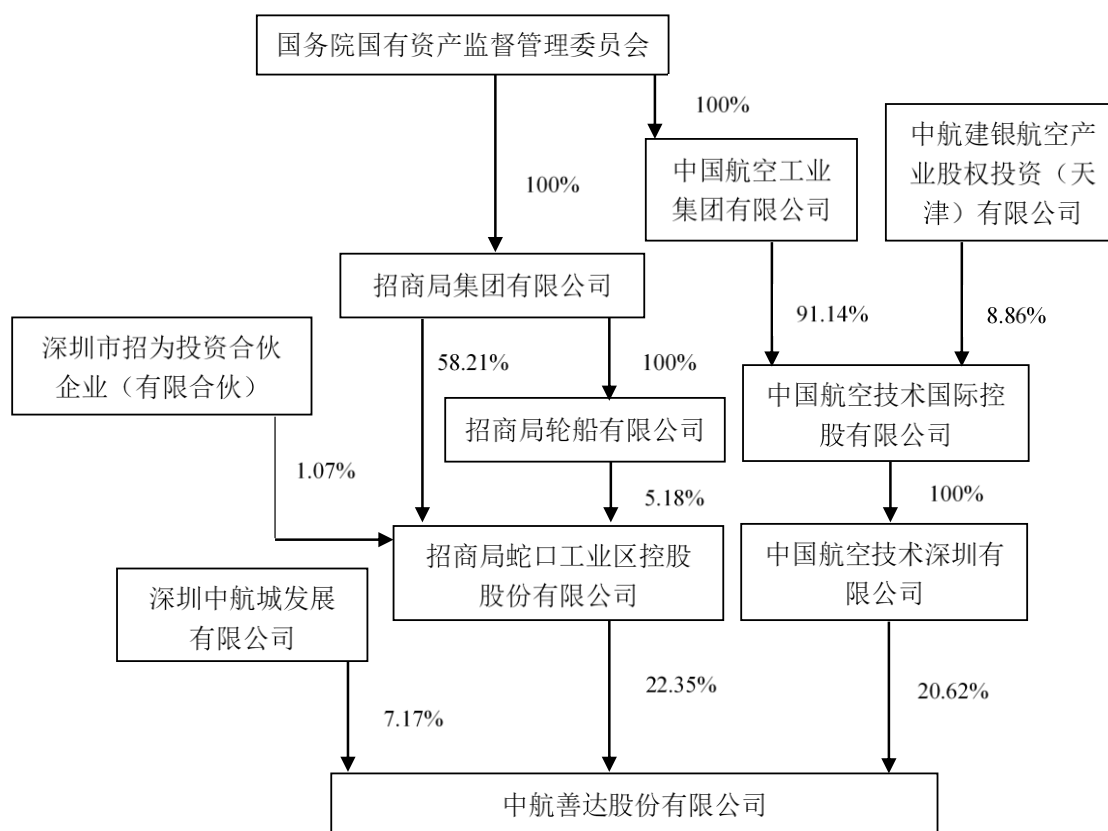 国务院国有资产监督管理委员会
100%
100%
中国航空工业
集团有限公司
中航建银航空产
业股权投资（天
津）有限公司
招商局集团有限公司
91.14%
8.86%
深圳市招为投资合伙
企业（有限合伙）
58.21%
100%
招商局轮船有限公司
中国航空技术国际控
股有限公司
1.07%
5.18%
100%
招商局蛇口工业区控股
股份有限公司
中国航空技术深圳有
限公司
深圳中航城发展
有限公司
7.17%
22.35%
20.62%
中航善达股份有限公司